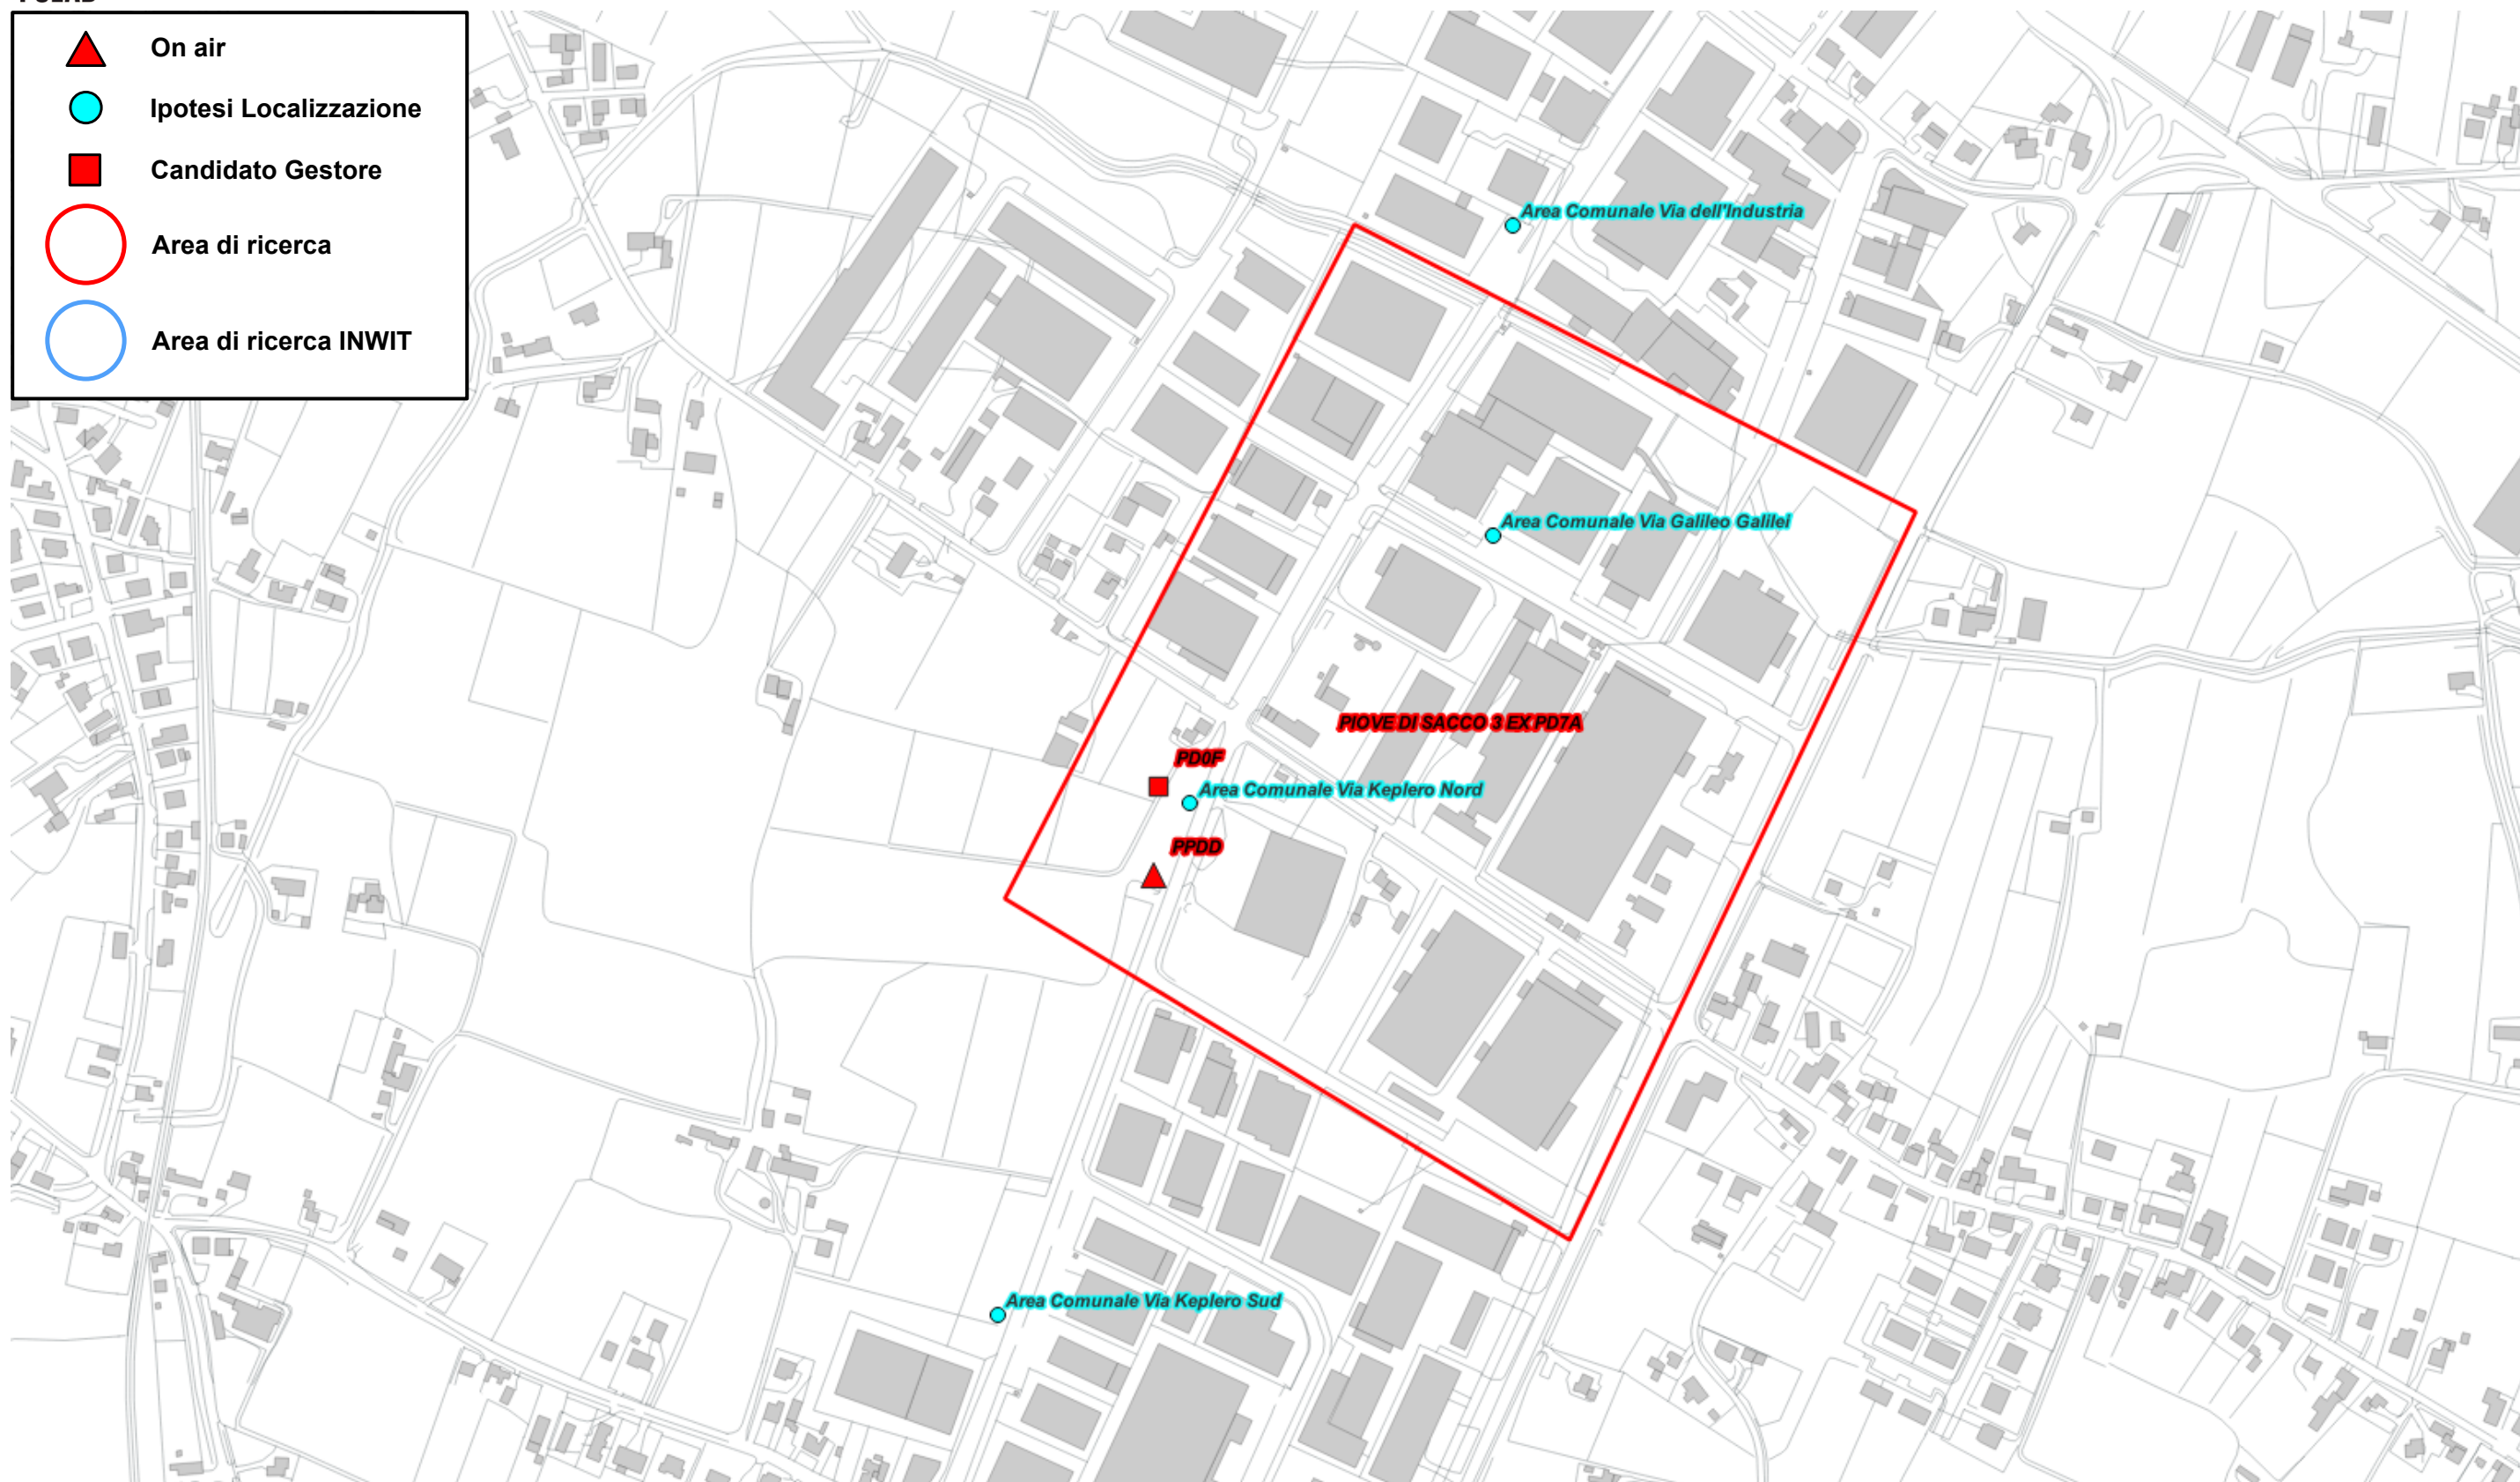 On air
Ipotesi Localizzazione
Candidato Gestore
Area di ricerca
Area di ricerca INWIT
Area Comunale Via dell'Industria
Area Comunale Via Galileo Galilei
PIOVE DI SACCO 3 EX PD7A
PD0F
Area Comunale Via Keplero Nord
PPDD
Area Comunale Via Keplero Sud